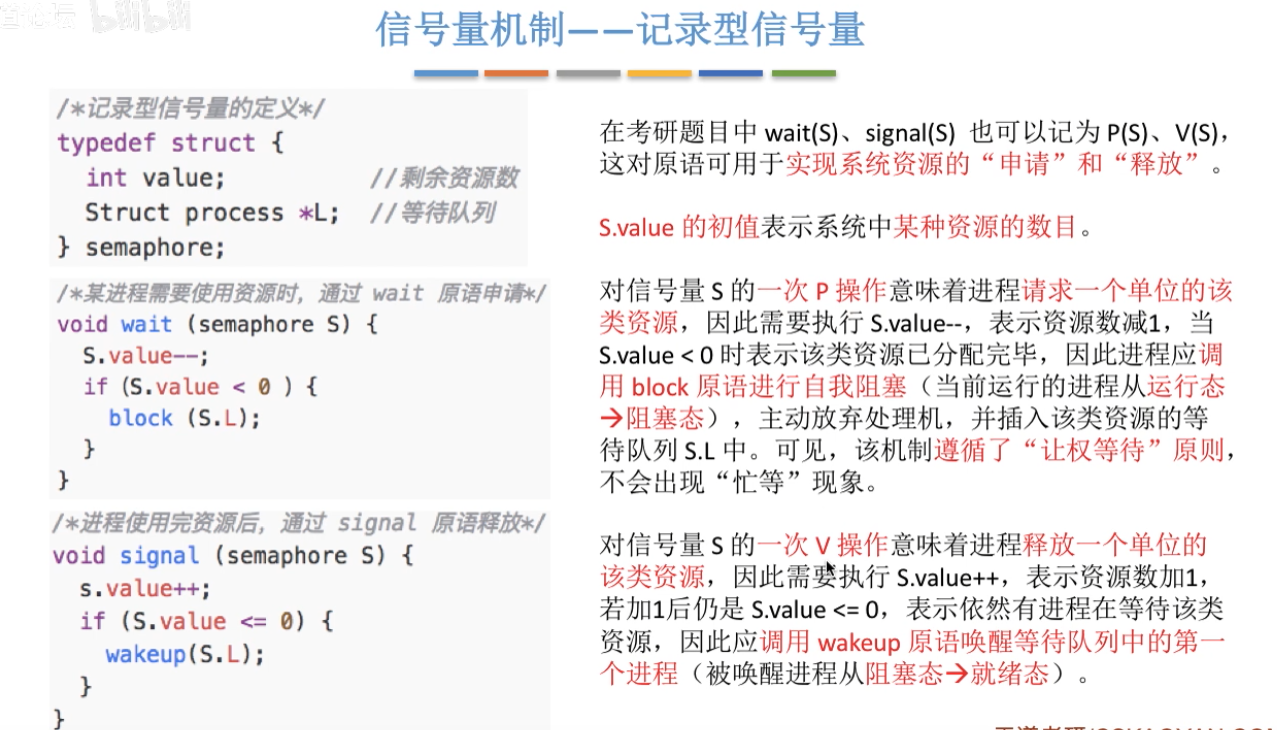 bilibili
信号量机制——记录型信号量
/*记录型信号量的定义*/
typedef struct {
int value; //剩余资源数
Struct process *L; //等待队列
} semaphore;
/*某进程需要使用资源时，通过 wait 原语申请*/
void wait (semaphore S) {
S.value--;
if (S.value < 0 ) {
block (S.L);
}
}
/*进程使用完资源后，通过 signal 原语释放*/
void signal (semaphore S) {
s.value++;
if (S.value <= 0) {
wakeup(S.L);
}
}
在考研题目中 wait(S)、signal(S) 也可以记为 P(S)、V(S)，
这对原语可用于实现系统资源的“申请”和“释放”。
S.value 的初值表示系统中某种资源的数目。
对信号量 S 的一次 P 操作意味着进程请求一个单位的该
类资源，因此需要执行 S.value--，表示资源数减1，当
S.value < 0 时表示该类资源已分配完毕，因此进程应调
用 block 原语进行自我阻塞（当前运行的进程从运行态
→阻塞态），主动放弃处理机，并插入该类资源的等
待队列 S.L 中。可见，该机制遵循了“让权等待”原则，
不会出现“忙等”现象。
对信号量 S 的一次 V 操作意味着进程释放一个单位的
该类资源，因此需要执行 S.value++，表示资源数加1，
若加1后仍是 S.value <= 0，表示依然有进程在等待该类
资源，因此应调用 wakeup 原语唤醒等待队列中的第一
个进程（被唤醒进程从阻塞态→就绪态）。